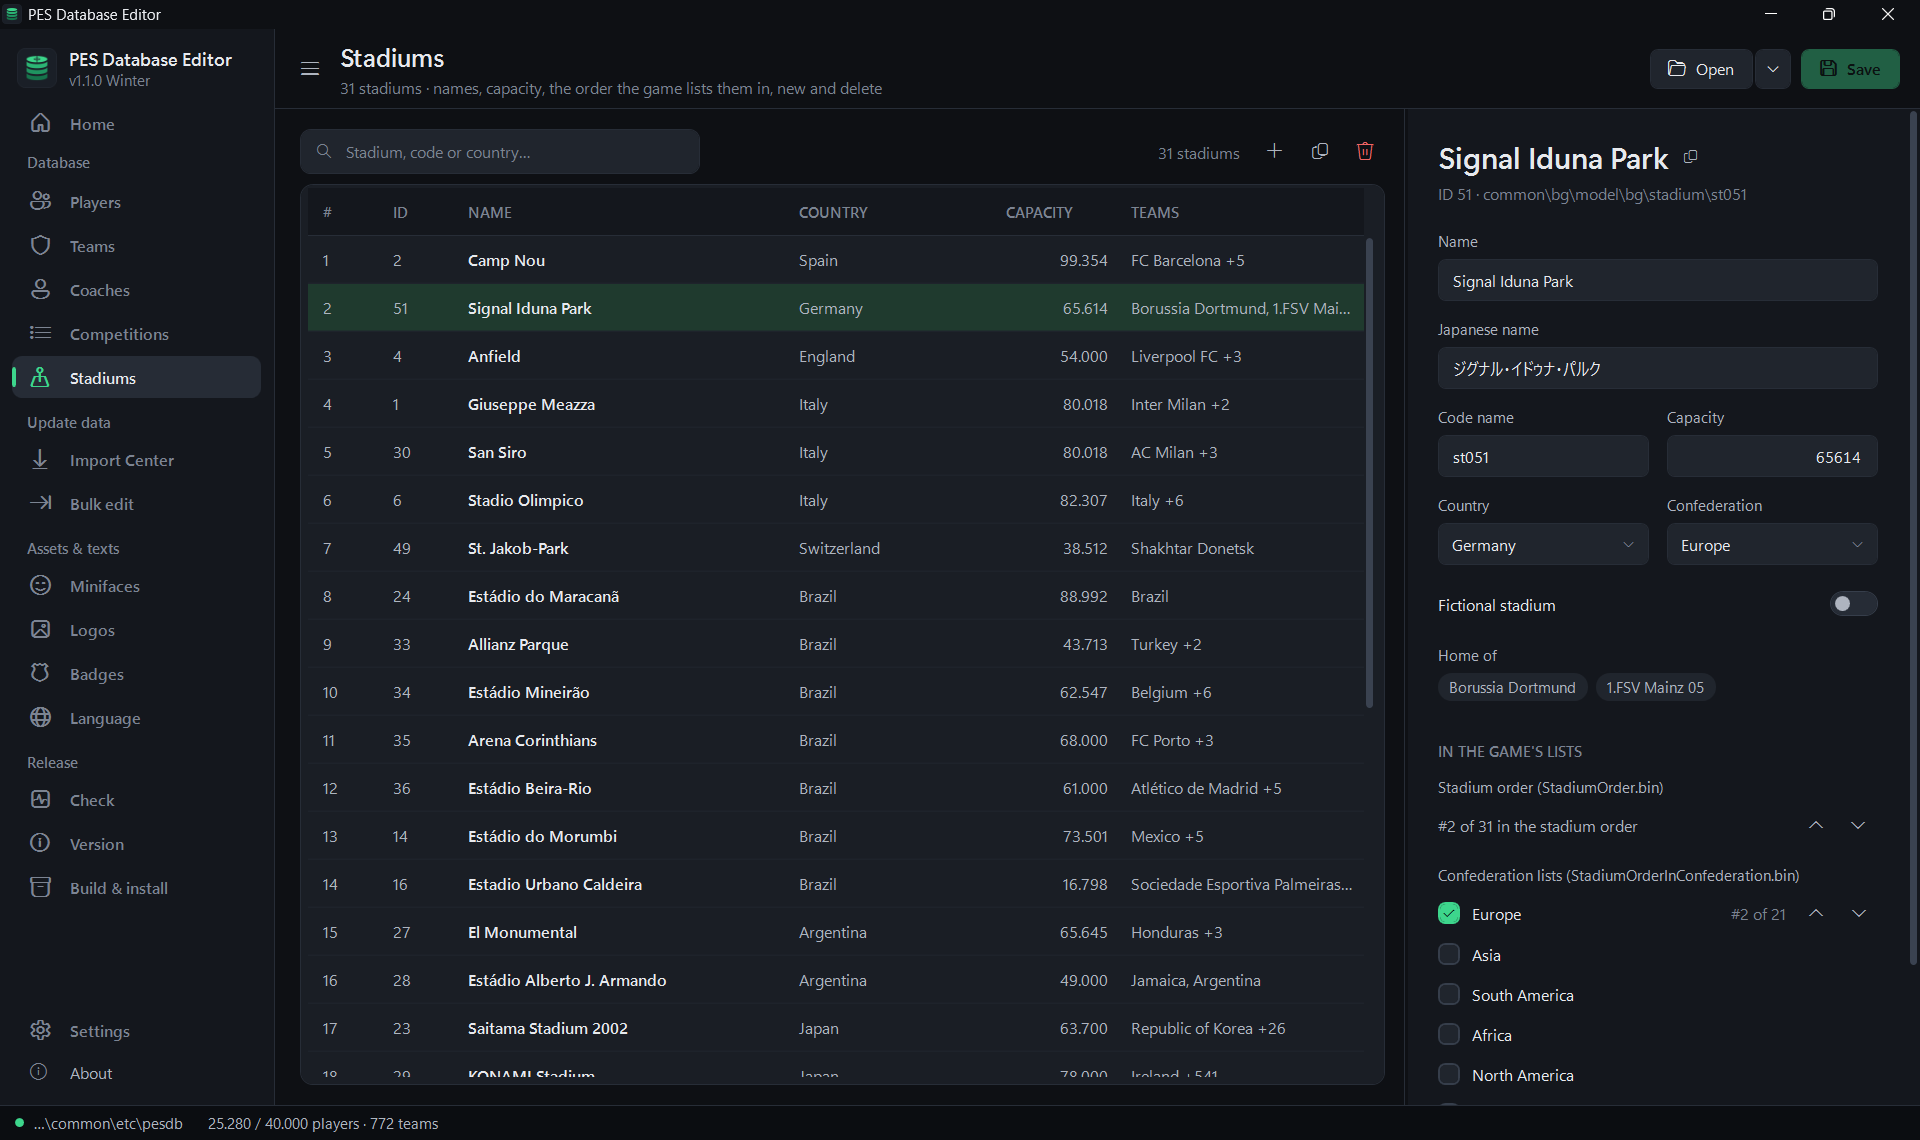 PES Database Editor
PES Database Editor
v1.1.0 Winter
Home
Database
Players
Teams
Coaches
Competitions
Stadiums
Update data
Import Center
Bulk edit
Assets & texts
Minifaces
Logos
Badges
Language
Release
Check
Version
Build & install
Settings
About
Stadiums
31 stadiums · names, capacity, the order the game lists them in, new and delete
Open
Save
Stadium, code or country...
31 stadiums
# ID NAME COUNTRY CAPACITY TEAMS
1 2 Camp Nou Spain 99.354 FC Barcelona +5
2 51 Signal Iduna Park Germany 65.614 Borussia Dortmund, 1.FSV Mai...
3 4 Anfield England 54.000 Liverpool FC +3
4 1 Giuseppe Meazza Italy 80.018 Inter Milan +2
5 30 San Siro Italy 80.018 AC Milan +3
6 6 Stadio Olimpico Italy 82.307 Italy +6
7 49 St. Jakob-Park Switzerland 38.512 Shakhtar Donetsk
8 24 Estádio do Maracanã Brazil 88.992 Brazil
9 33 Allianz Parque Brazil 43.713 Turkey +2
10 34 Estádio Mineirão Brazil 62.547 Belgium +6
11 35 Arena Corinthians Brazil 68.000 FC Porto +3
12 36 Estádio Beira-Rio Brazil 61.000 Atlético de Madrid +5
13 14 Estádio do Morumbi Brazil 73.501 Mexico +5
14 16 Estadio Urbano Caldeira Brazil 16.798 Sociedade Esportiva Palmeiras...
15 27 El Monumental Argentina 65.645 Honduras +3
16 28 Estádio Alberto J. Armando Argentina 49.000 Jamaica, Argentina
17 23 Saitama Stadium 2002 Japan 63.700 Republic of Korea +26
18 29 KONAMI Stadium Japan 78.000 Ireland +541
Signal Iduna Park
ID 51 · common\bg\model\bg\stadium\st051
Name
Signal Iduna Park
Japanese name
ジグナル・イドゥナ・パルク
Code name Capacity
st051 65614
Country Confederation
Germany Europe
Fictional stadium
Home of
Borussia Dortmund 1.FSV Mainz 05
IN THE GAME'S LISTS
Stadium order (StadiumOrder.bin)
#2 of 31 in the stadium order
Confederation lists (StadiumOrderInConfederation.bin)
Europe #2 of 21
Asia
South America
Africa
North America
...\common\etc\pesdb 25.280 / 40.000 players · 772 teams